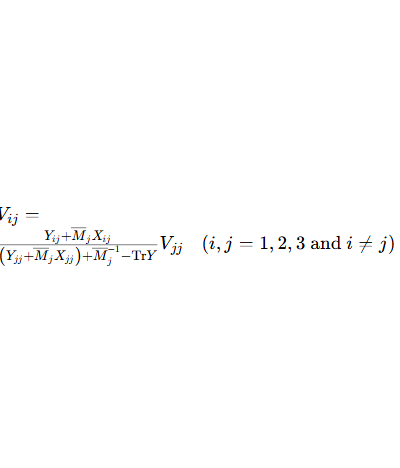 V_{ij} =
\frac{Y_{ij}+\overline{M}_j X_{ij}}{(Y_{jj}+\overline{M}_j X_{jj})+\overline{M}_j^{-1}-\mathrm{Tr}Y} V_{jj} \quad (i, j = 1, 2, 3 \text{ and } i \neq j)